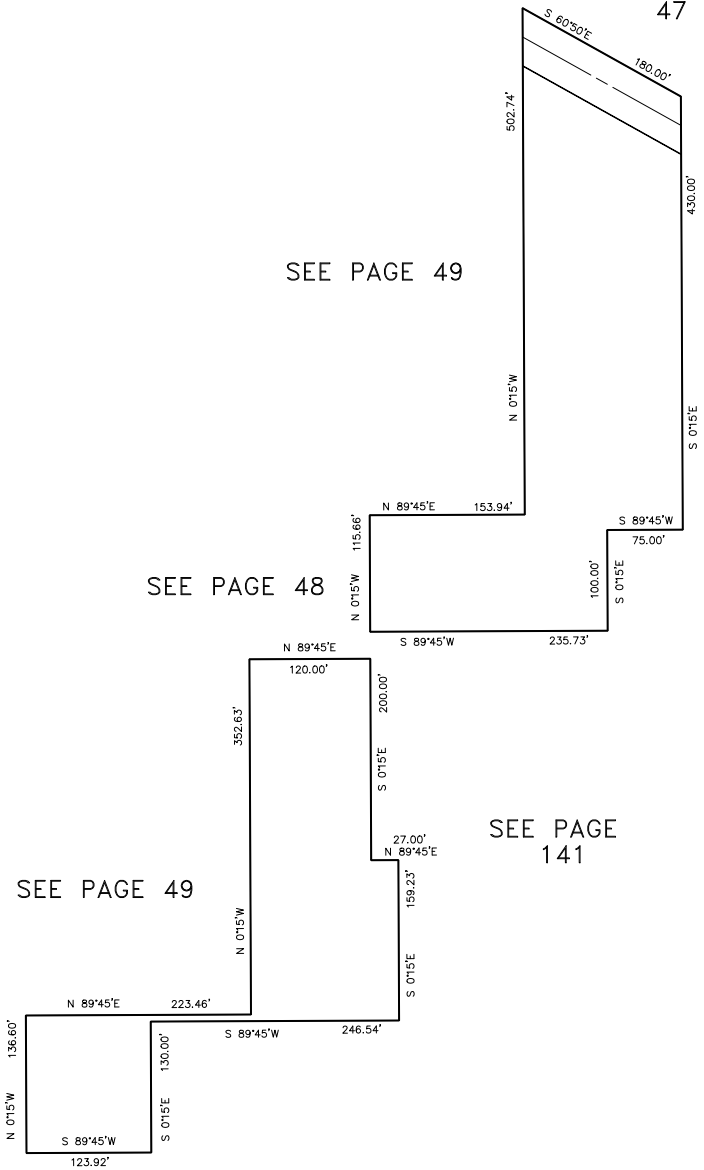 47
S 60°50'E
180.00'
502.74'
430.00'
SEE PAGE 49
N 0°15'W
S 0°15'E
N 89°45'E
153.94'
S 89°45'W
75.00'
115.66'
N 0°15'W
100.00'
S 0°15'E
SEE PAGE 48
S 89°45'W
235.73'
N 89°45'E
120.00'
352.63'
200.00'
S 0°15'E
SEE PAGE
141
27.00'
N 89°45'E
159.23'
SEE PAGE 49
N 0°15'W
S 0°15'E
N 89°45'E
223.46'
S 89°45'W
246.54'
136.60'
130.00'
N 0°15'W
S 0°15'E
S 89°45'W
123.92'